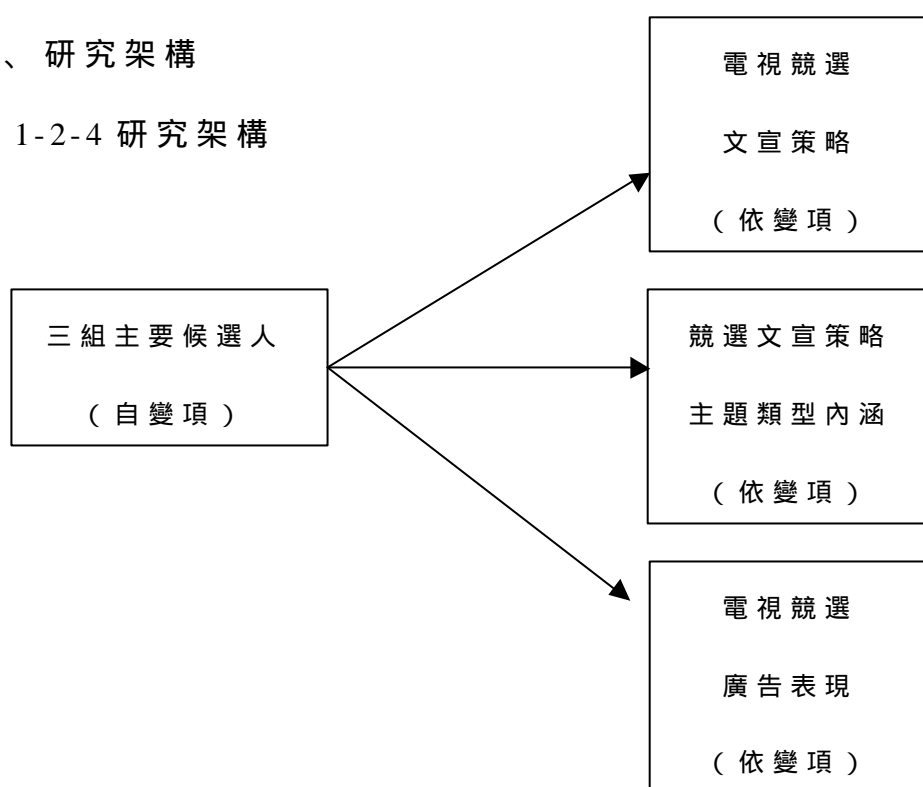 、研究架構
1-2-4 研究架構
電視競選
文宣策略
（依變項）
三組主要候選人
（自變項）
競選文宣策略
主題類型內涵
（依變項）
電視競選
廣告表現
（依變項）